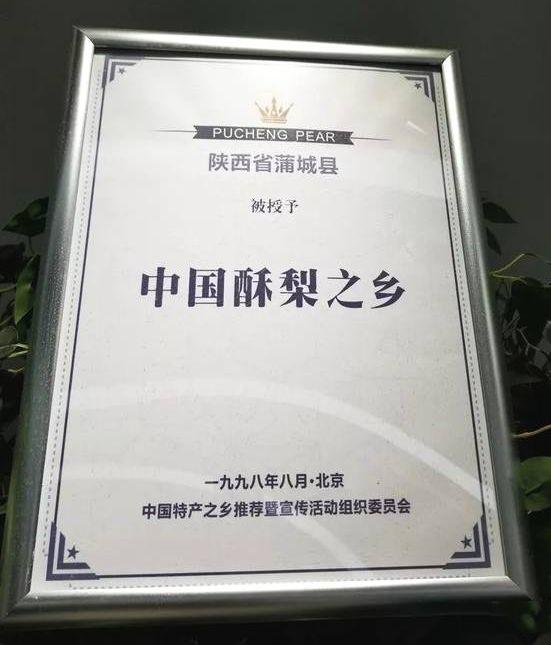 PUCHENG PEAR
陕西省蒲城县
被授予
中国酥梨之乡
一九九八年八月·北京
中国特产之乡推荐暨宣传活动组织委员会